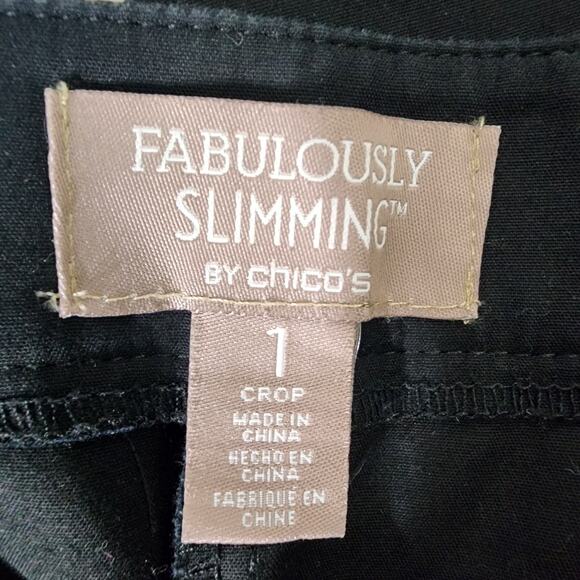 FABULOUSLY
SLIMMING™
BY chico's
1
CROP
MADE IN
CHINA
HECHO EN
CHINA
FABRIQUE EN
CHINE